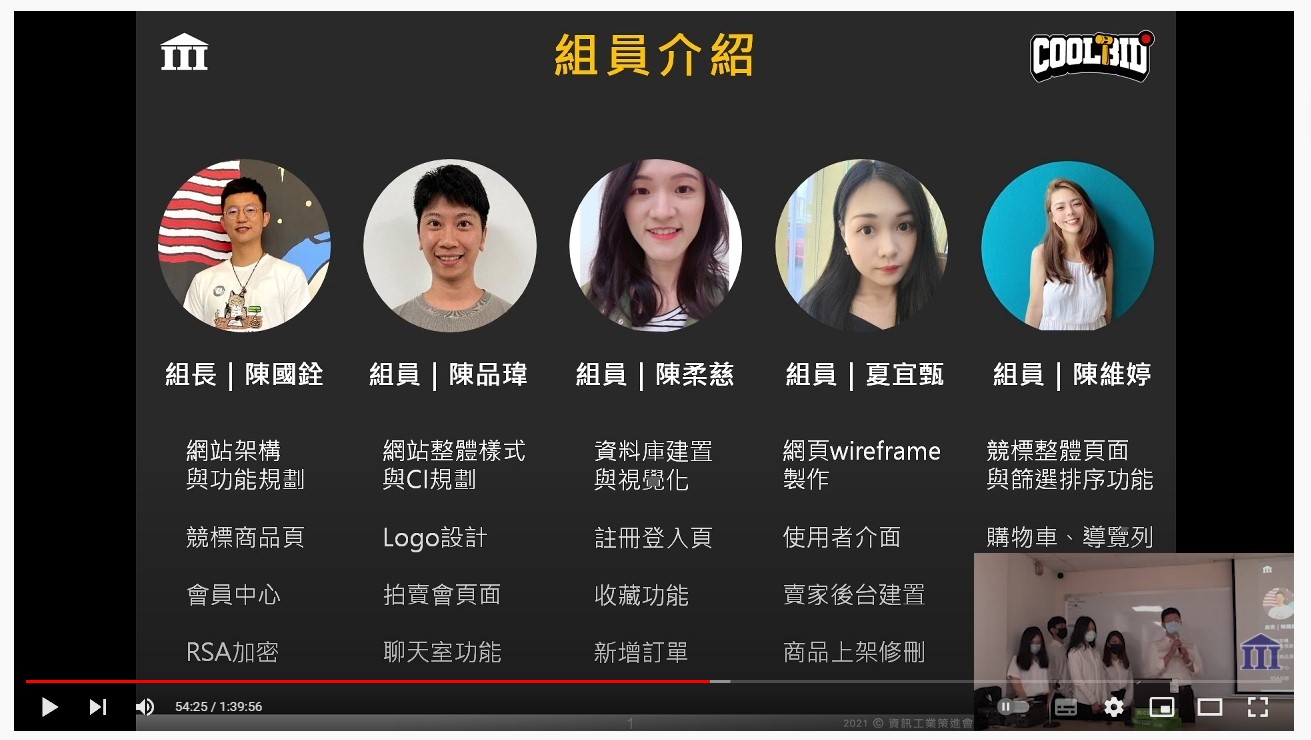 組員介紹
COOLBID
組長 | 陳國銓
組員 | 陳品瑋
組員 | 陳柔慈
組員 | 夏宜甄
組員 | 陳維婷
網站架構
與功能規劃
競標商品頁
會員中心
RSA加密
網站整體樣式
與CI規劃
Logo設計
拍賣會頁面
聊天室功能
資料庫建置
與視覺化
註冊登入頁
收藏功能
新增訂單
網頁wireframe
製作
使用者介面
賣家後台建置
商品上架修刪
競標整體頁面
與篩選排序功能
購物車、導覽列
54:25 / 1:39:56
1
2021 © 資訊工業策進會